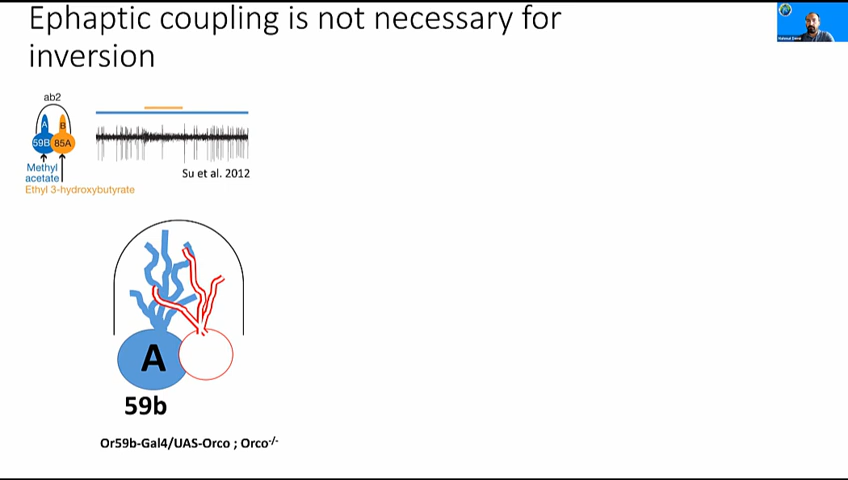 Ephaptic coupling is not necessary for
inversion
ab2
A B
59B 85A
Methyl
acetate
Ethyl 3-hydroxybutyrate
Su et al. 2012
A
59b
Or59b-Gal4/UAS-Orco ; Orco-/-